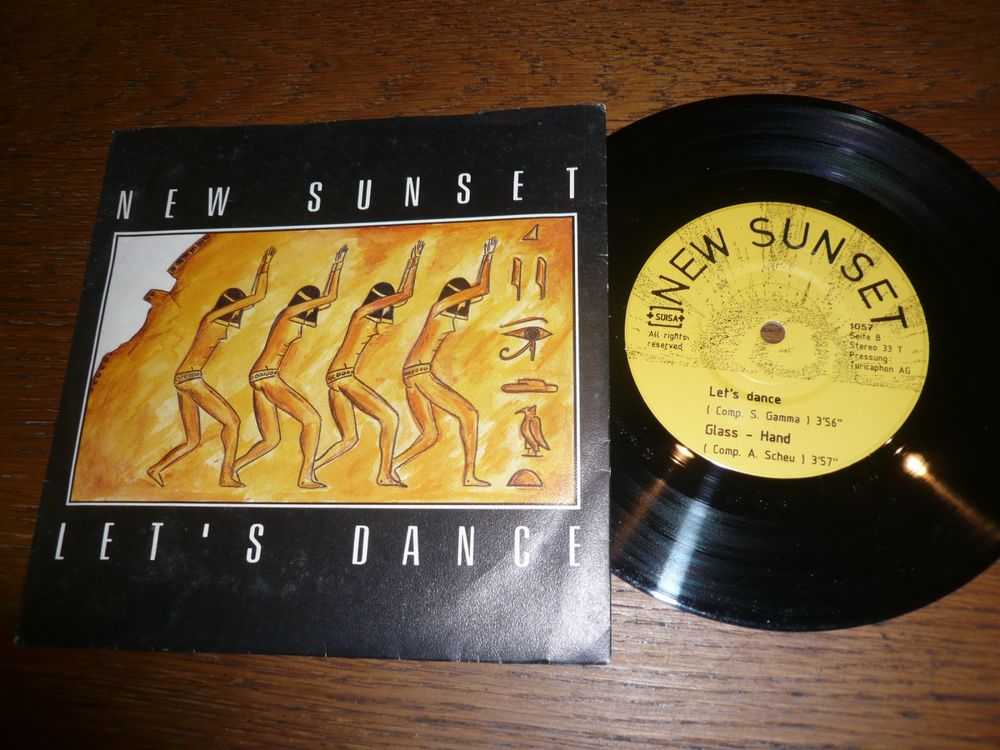 NEW SUNSET
LET'S DANCE
NEW SUNSET
SUISA
All rights
reserved
1057
Seite B
Stereo 33 T
Pressung:
Turicaphon AG
Let's dance
( Comp. S. Gamma ) 3'56"
Glass - Hand
( Comp. A. Scheu ) 3'57"